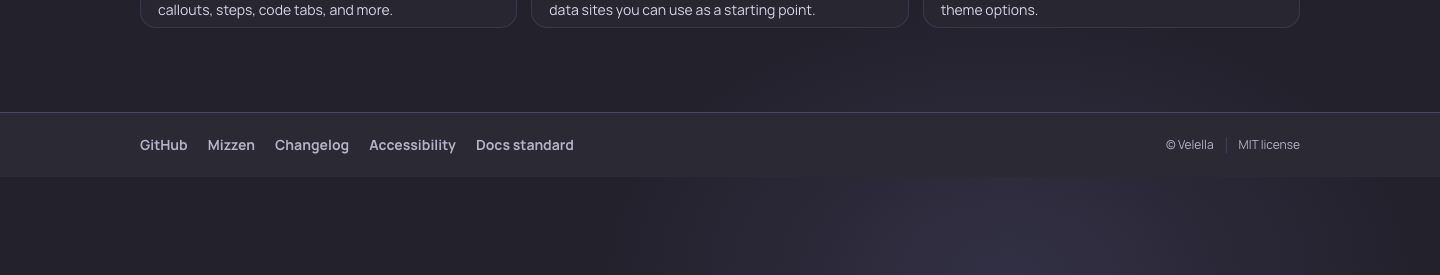 callouts, steps, code tabs, and more.
data sites you can use as a starting point.
theme options.
GitHub Mizzen Changelog Accessibility Docs standard
© Velella MIT license